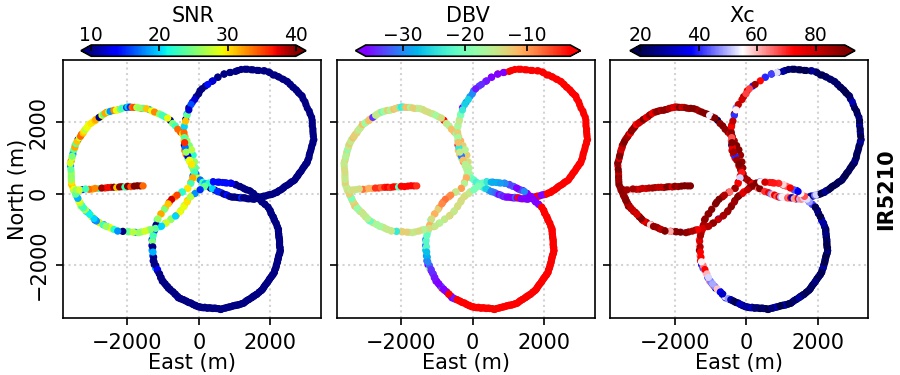 SNR DBV Xc
10 20 30 40 −30 −20 −10 20 40 60 80
North (m)
2000
0
−2000
−2000 0 2000 −2000 0 2000 −2000 0 2000
East (m) East (m) East (m)
IR5210